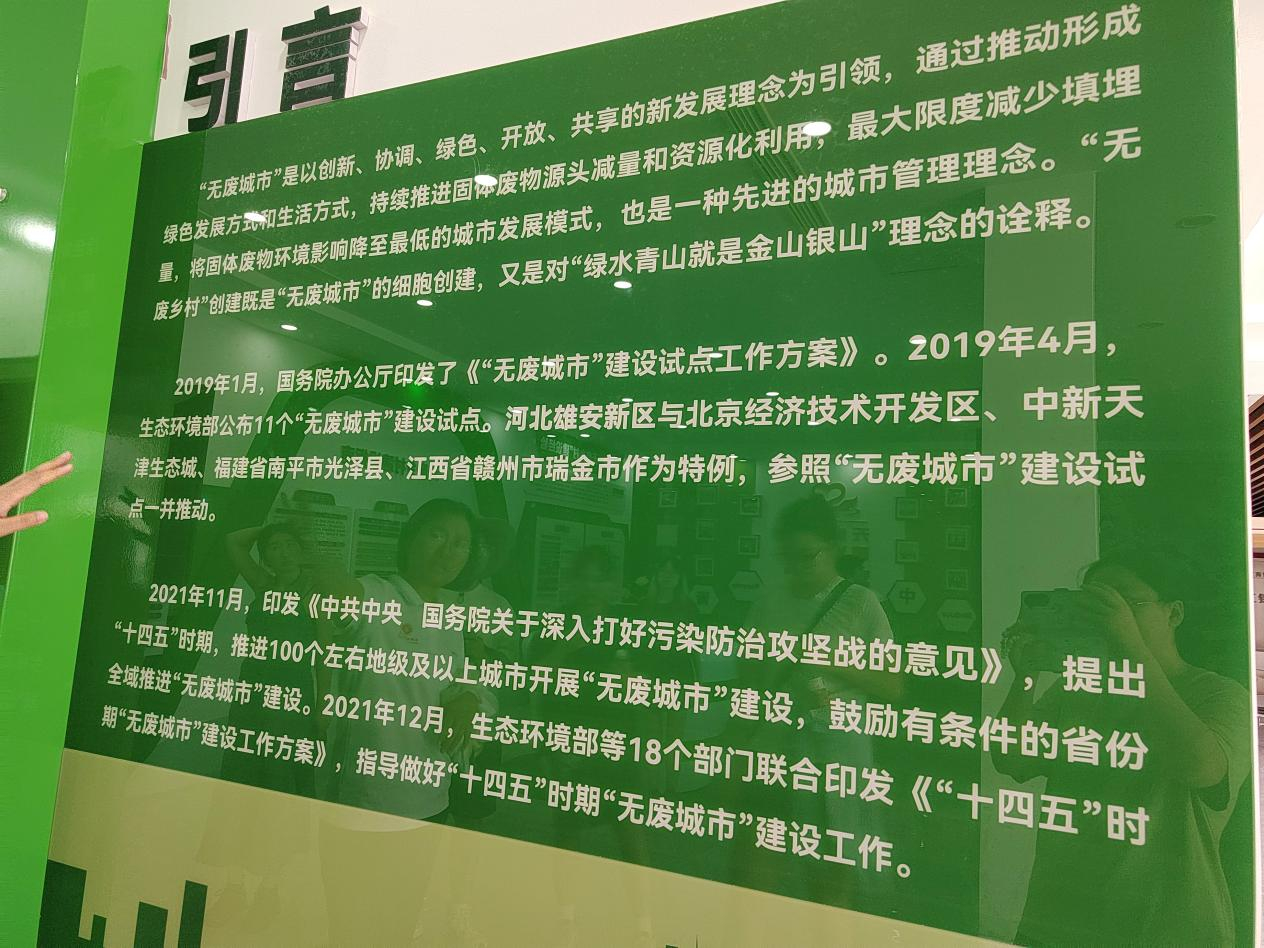 引言
“无废城市”是以创新、协调、绿色、开放、共享的新发展理念为引领，通过推动形成
绿色发展方式和生活方式，持续推进固体废物源头减量和资源化利用，最大限度减少填埋
量，将固体废物环境影响降至最低的城市发展模式，也是一种先进的城市管理理念。“无
废乡村”创建既是“无废城市”的细胞创建，又是对“绿水青山就是金山银山”理念的诠释。
2019年1月，国务院办公厅印发了《“无废城市”建设试点工作方案》。2019年4月，
生态环境部公布11个“无废城市”建设试点。河北雄安新区与北京经济技术开发区、中新天
津生态城、福建省南平市光泽县、江西省赣州市瑞金市作为特例，参照“无废城市”建设试
点一并推动。
2021年11月，印发《中共中央 国务院关于深入打好污染防治攻坚战的意见》，提出
“十四五”时期，推进100个左右地级及以上城市开展“无废城市”建设，鼓励有条件的省份
全域推进“无废城市”建设。2021年12月，生态环境部等18个部门联合印发《“十四五”时
期“无废城市”建设工作方案》，指导做好“十四五”时期“无废城市”建设工作。